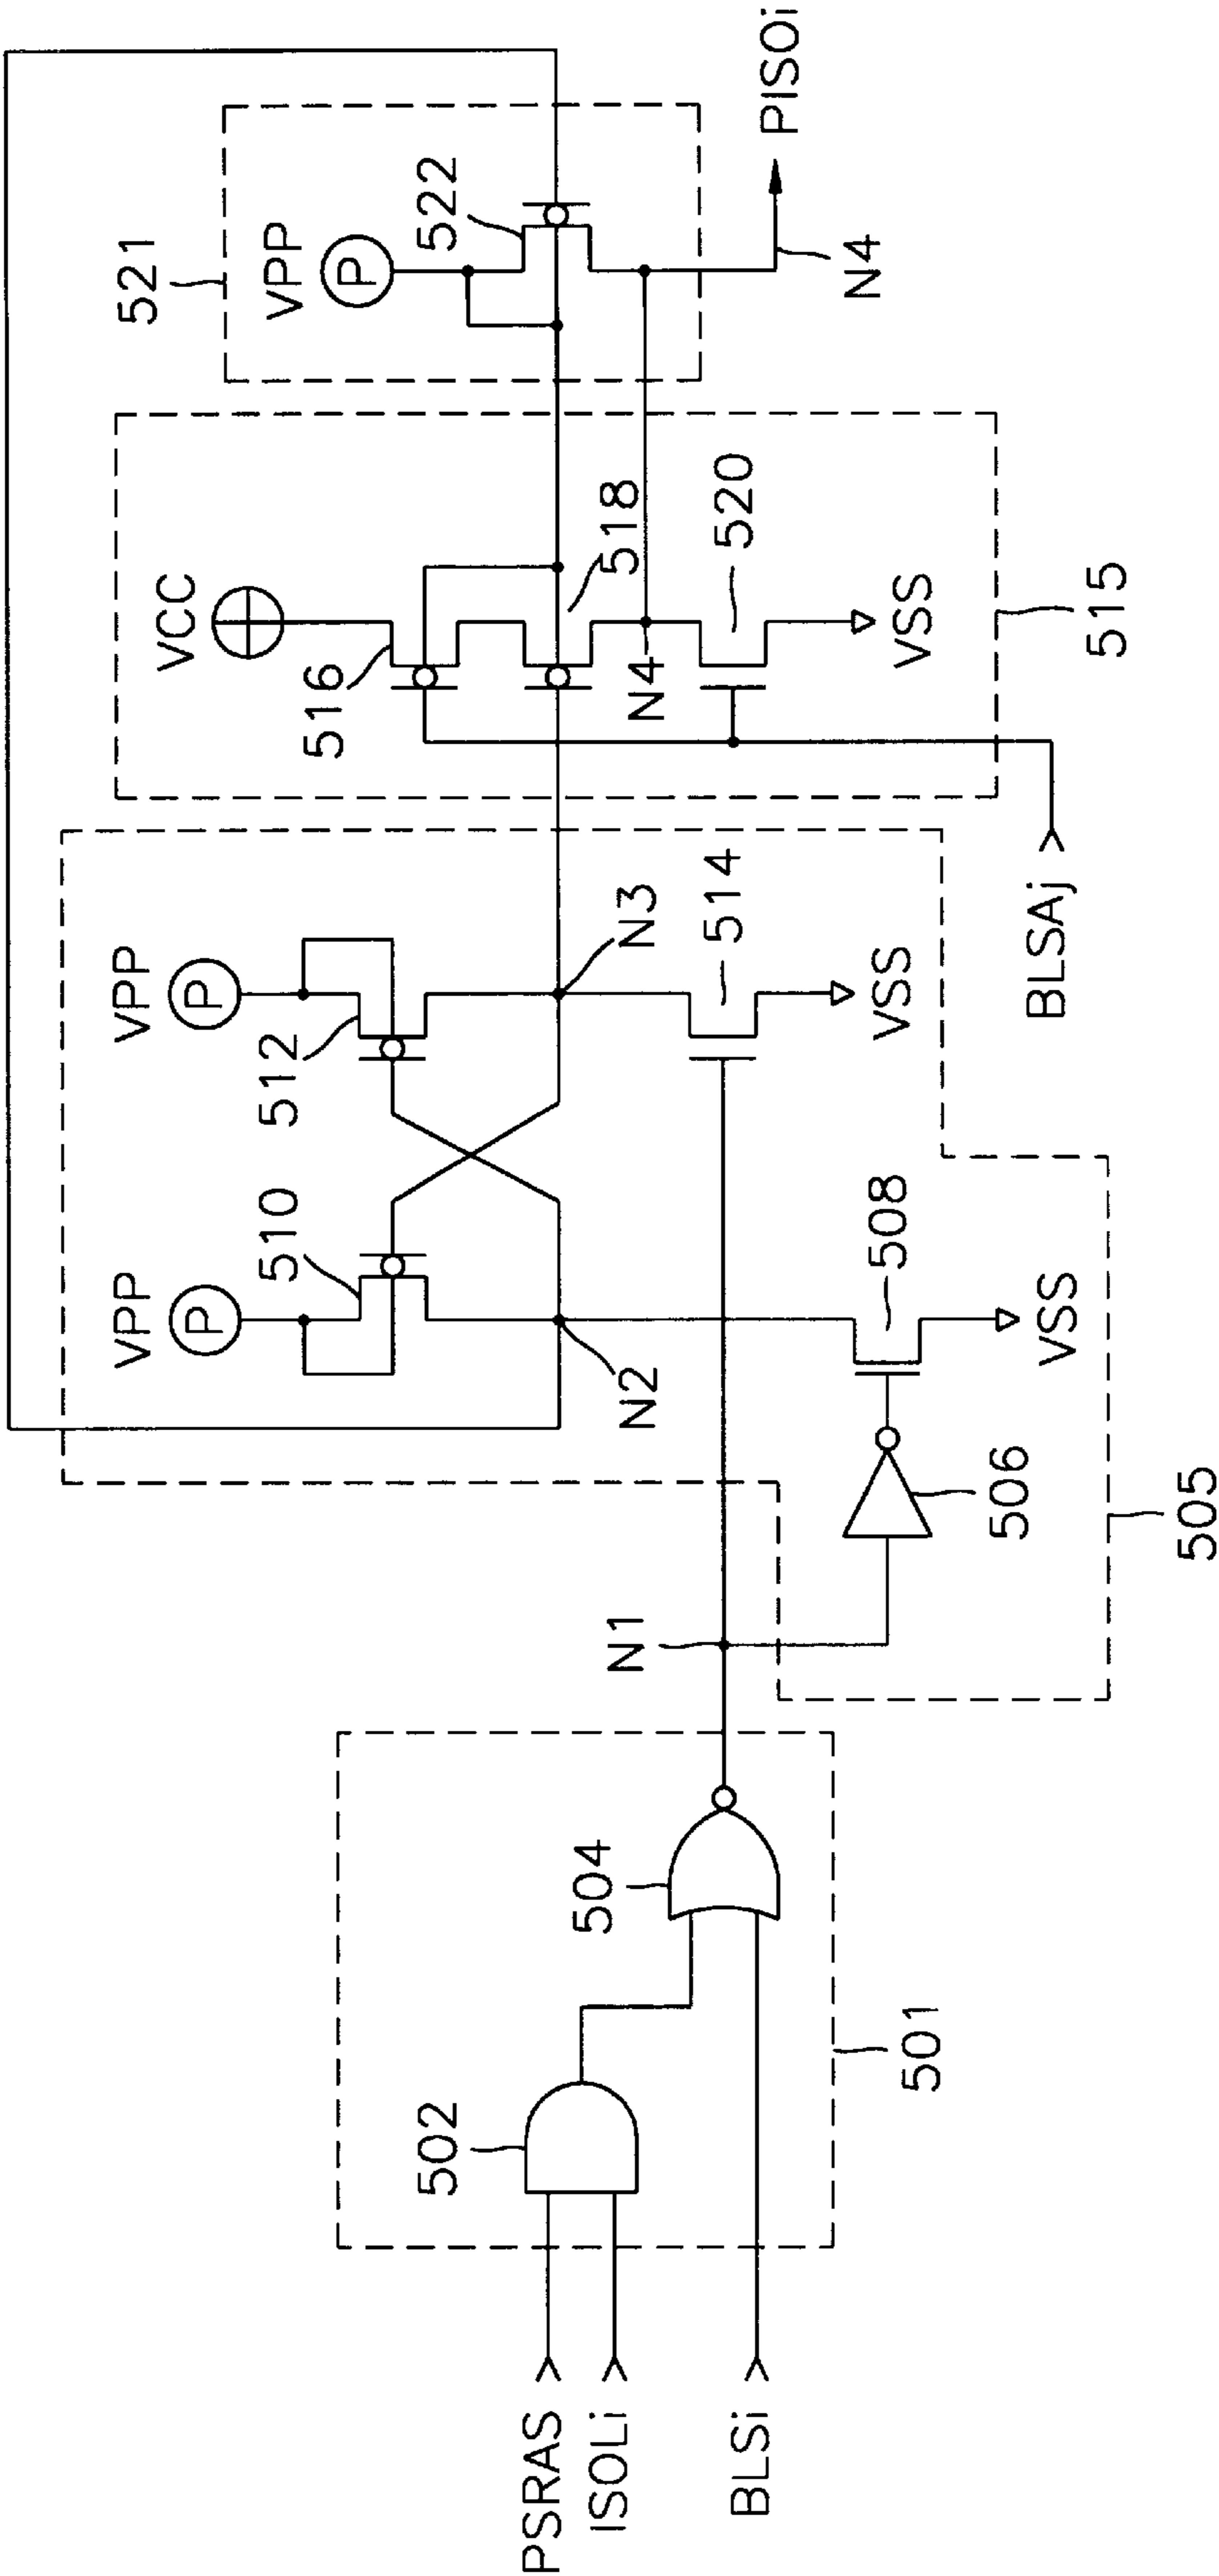 PSRAS
ISOLi
BLSi
502
504
501
N1
506
505
VPP
P
510
N2
508
VSS
VPP
P
512
N3
514
VSS
BLSAj
VCC
516
518
N4
520
VSS
515
521
VPP
P
522
N4
PISOi